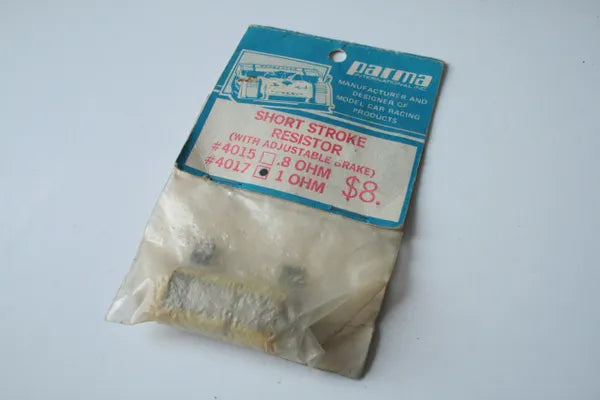 parma
INTERNATIONAL INC.
MANUFACTURER AND
DESIGNER OF
MODEL CAR RACING
PRODUCTS
SHORT STROKE
RESISTOR
(WITH ADJUSTABLE BRAKE)
#4015 .8 OHM
#4017 1 OHM
$8.